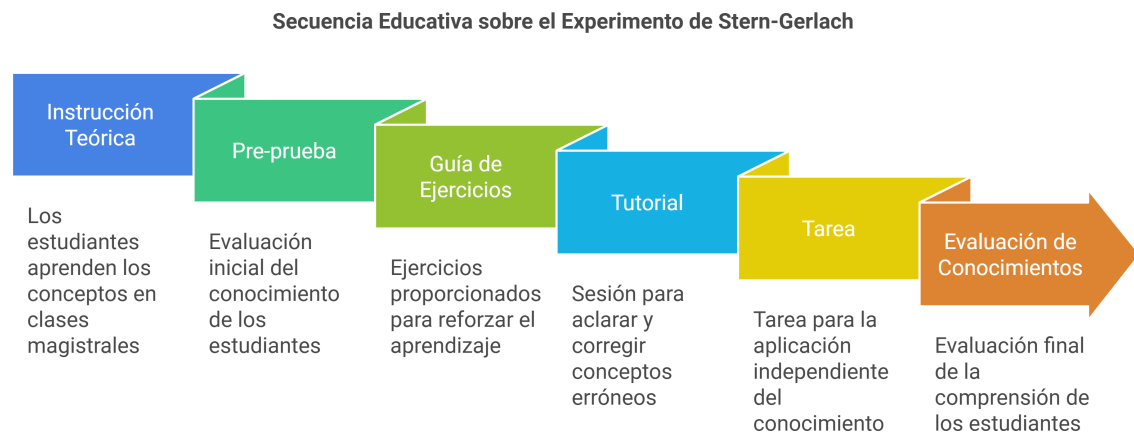 Secuencia Educativa sobre el Experimento de Stern-Gerlach
Instrucción
Teórica
Los
estudiantes
aprenden los
conceptos en
clases
magistrales
Pre-prueba
Evaluación
inicial del
conocimiento
de los
estudiantes
Guía de
Ejercicios
Ejercicios
proporcionados
para reforzar el
aprendizaje
Tutorial
Sesión para
aclarar y
corregir
conceptos
erróneos
Tarea
Tarea para la
aplicación
independiente
del
conocimiento
Evaluación de
Conocimientos
Evaluación final
de la
comprensión de
los estudiantes